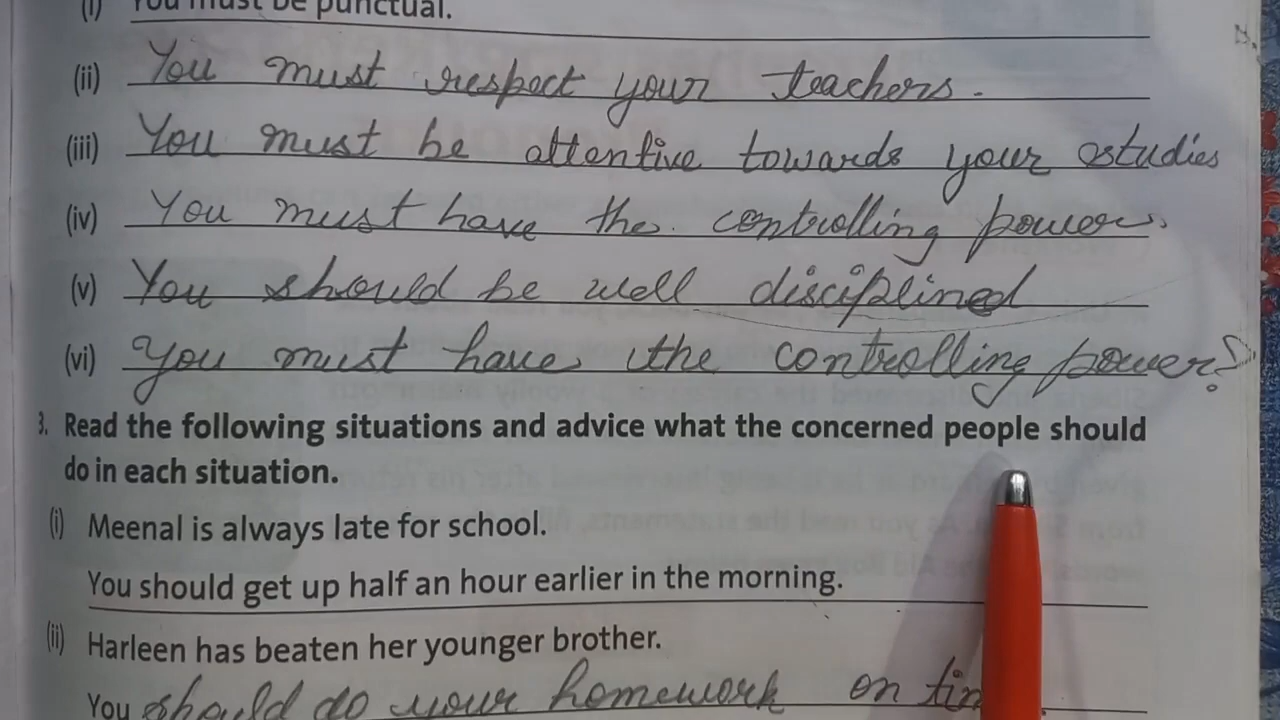 (i) You must be punctual.
(ii) You must respect your teachers.
(iii) You must be attentive towards your studies
(iv) You must have the controlling power.
(v) You should be well disciplined
(vi) You must have the controlling power?
3. Read the following situations and advice what the concerned people should
do in each situation.
(i) Meenal is always late for school.
You should get up half an hour earlier in the morning.
(ii) Harleen has beaten her younger brother.
You should do your homework on